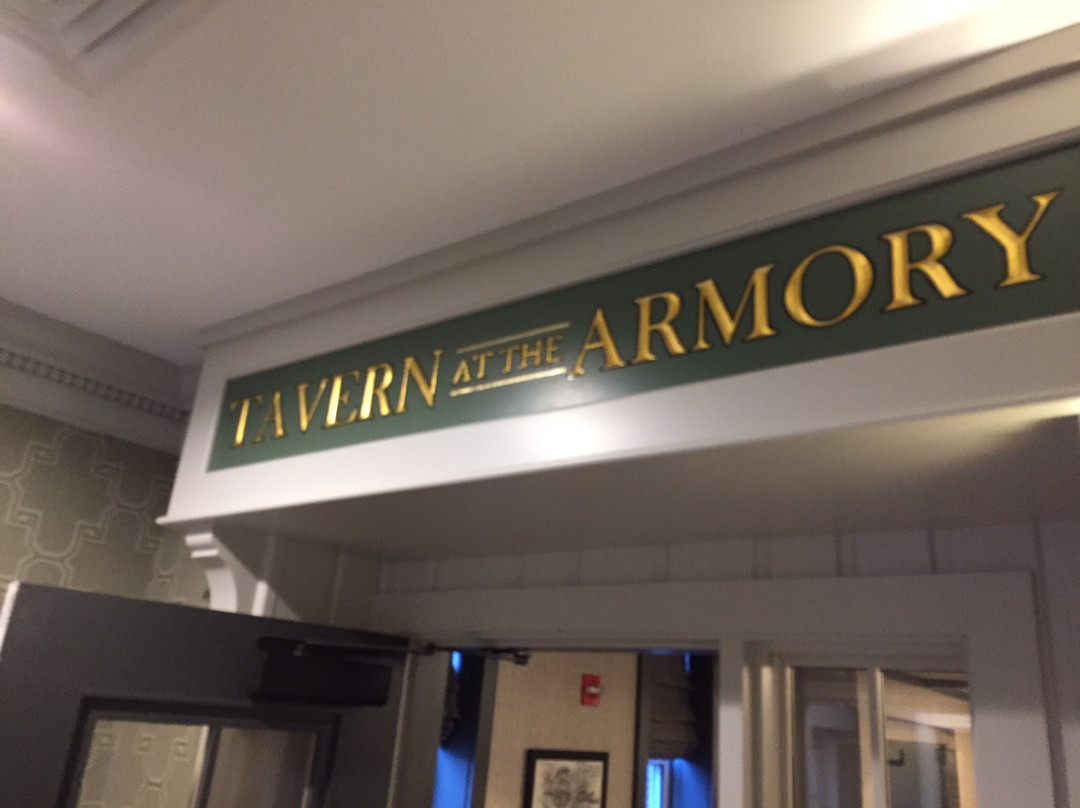 TAVERN AT THE ARMORY